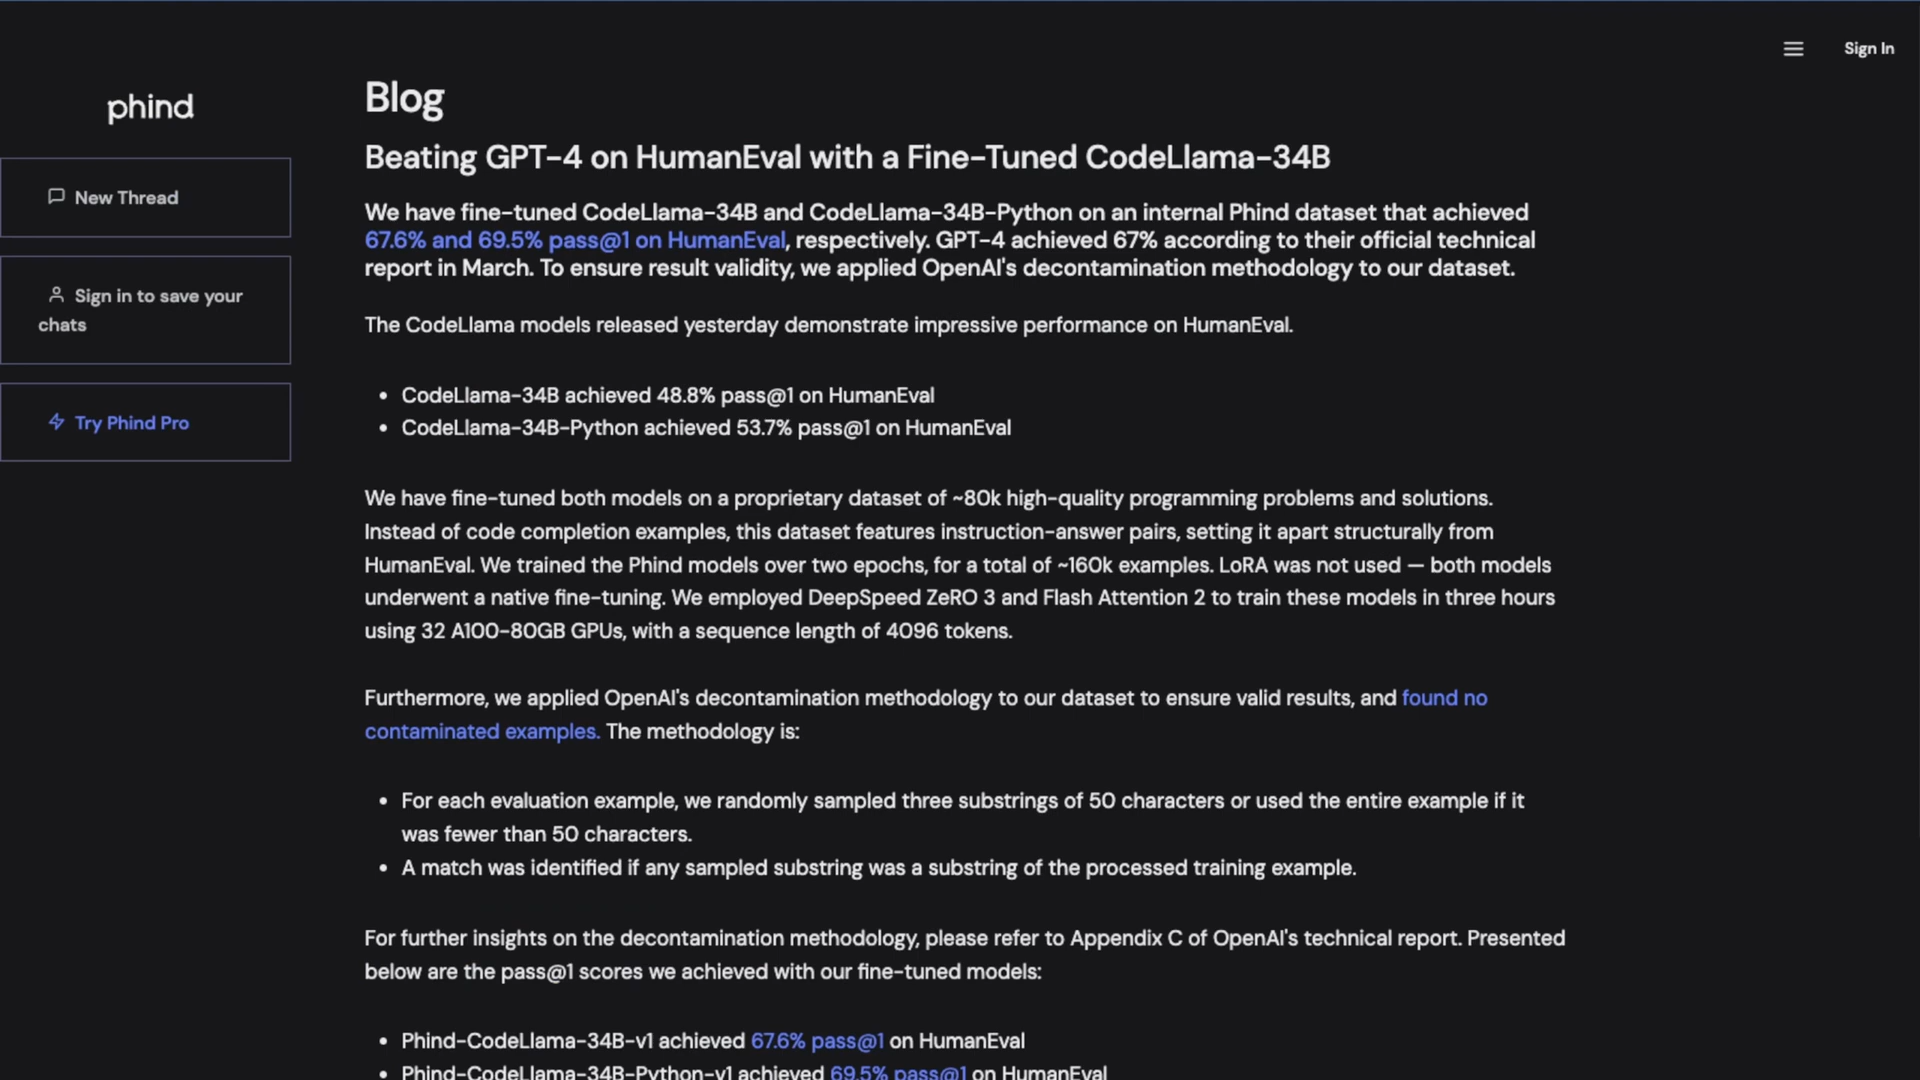 Sign In
phind
New Thread
Sign in to save your
chats
Try Phind Pro
Blog
Beating GPT-4 on HumanEval with a Fine-Tuned CodeLlama-34B
We have fine-tuned CodeLlama-34B and CodeLlama-34B-Python on an internal Phind dataset that achieved
67.6% and 69.5% pass@1 on HumanEval, respectively. GPT-4 achieved 67% according to their official technical
report in March. To ensure result validity, we applied OpenAI's decontamination methodology to our dataset.
The CodeLlama models released yesterday demonstrate impressive performance on HumanEval.
• CodeLlama-34B achieved 48.8% pass@1 on HumanEval
• CodeLlama-34B-Python achieved 53.7% pass@1 on HumanEval
We have fine-tuned both models on a proprietary dataset of ~80k high-quality programming problems and solutions.
Instead of code completion examples, this dataset features instruction-answer pairs, setting it apart structurally from
HumanEval. We trained the Phind models over two epochs, for a total of ~160k examples. LoRA was not used — both models
underwent a native fine-tuning. We employed DeepSpeed ZeRO 3 and Flash Attention 2 to train these models in three hours
using 32 A100-80GB GPUs, with a sequence length of 4096 tokens.
Furthermore, we applied OpenAI's decontamination methodology to our dataset to ensure valid results, and found no
contaminated examples. The methodology is:
• For each evaluation example, we randomly sampled three substrings of 50 characters or used the entire example if it
was fewer than 50 characters.
• A match was identified if any sampled substring was a substring of the processed training example.
For further insights on the decontamination methodology, please refer to Appendix C of OpenAI's technical report. Presented
below are the pass@1 scores we achieved with our fine-tuned models:
• Phind-CodeLlama-34B-v1 achieved 67.6% pass@1 on HumanEval
• Phind-CodeLlama-34B-Python-v1 achieved 69.5% pass@1 on HumanEval